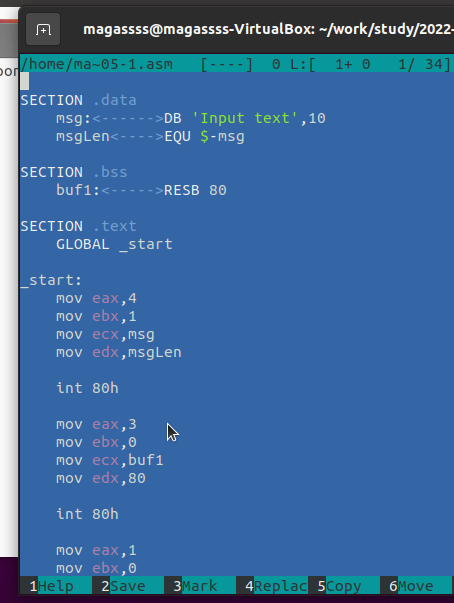 magassss@magassss-VirtualBox: ~/work/study/2022-
/home/ma~05-1.asm   [----]  0 L:[  1+ 0   1/ 34]
SECTION .data
    msg:<------>DB 'Input text',10
    msgLen<---->EQU $-msg
SECTION .bss
    buf1:<----->RESB 80
SECTION .text
    GLOBAL _start
_start:
    mov eax,4
    mov ebx,1
    mov ecx,msg
    mov edx,msgLen
    int 80h
    mov eax,3
    mov ebx,0
    mov ecx,buf1
    mov edx,80
    int 80h
    mov eax,1
    mov ebx,0
1Help  2Save  3Mark  4Replac 5Copy  6Move